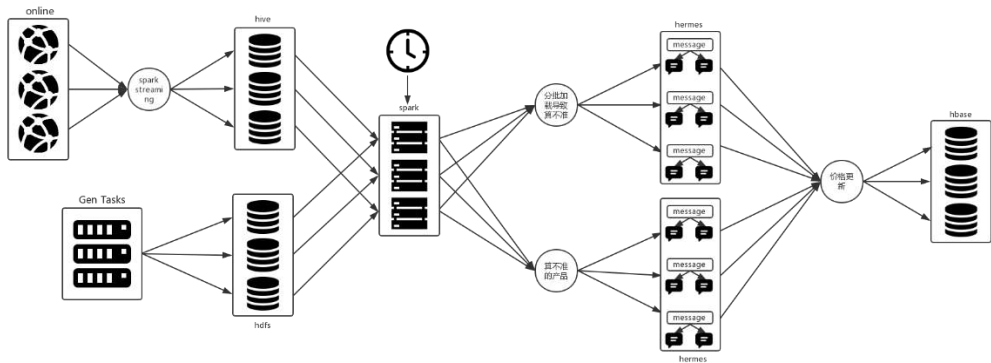 online
spark
streami
ng
hive
Gen Tasks
hdfs
spark
分批加
载导致
算不准
算不准
的产品
hermes
message
message
message
message
message
message
hermes
价格更
新
hbase